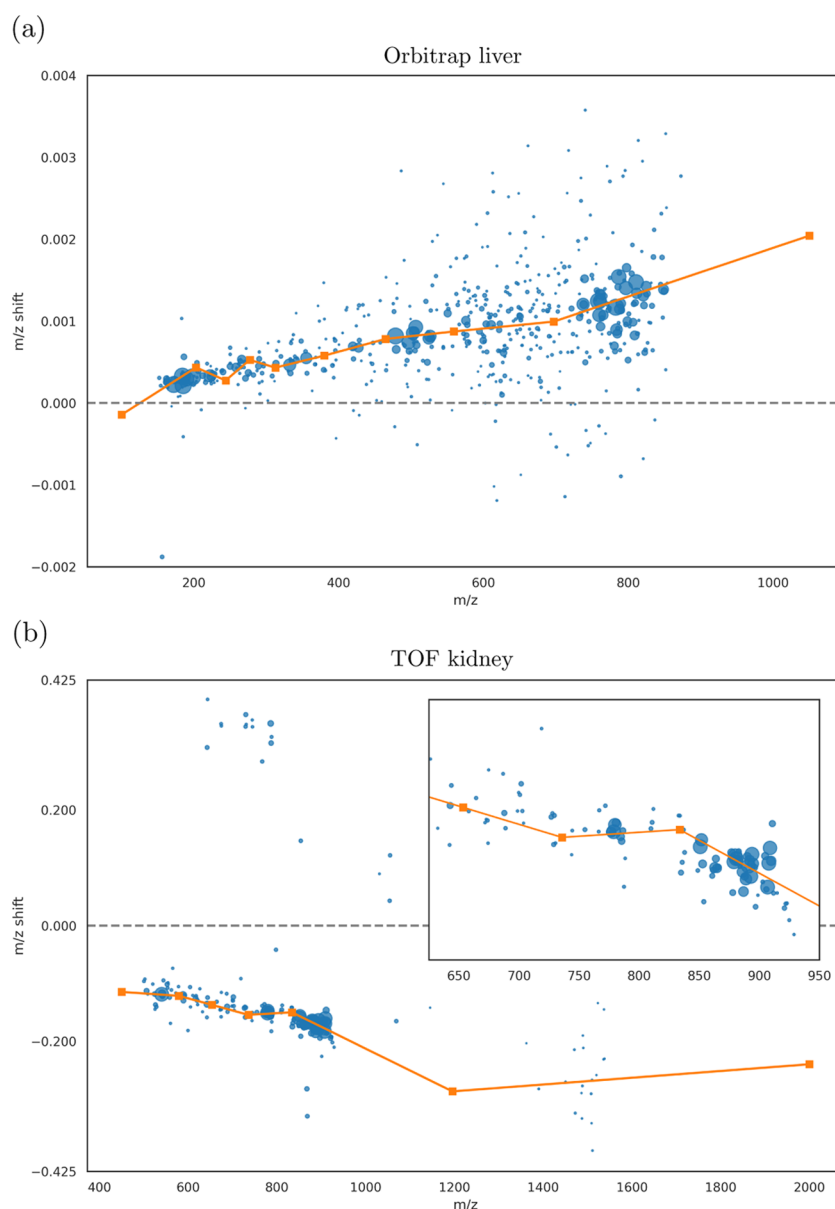 (a)
Orbitrap liver
0.004
0.003
0.002
0.001
0.000
−0.001
−0.002
m/z shift
200 400 600 800 1000
m/z
(b)
TOF kidney
0.425
0.200
0.000
−0.200
−0.425
m/z shift
650 700 750 800 850 900 950
400 600 800 1000 1200 1400 1600 1800 2000
m/z